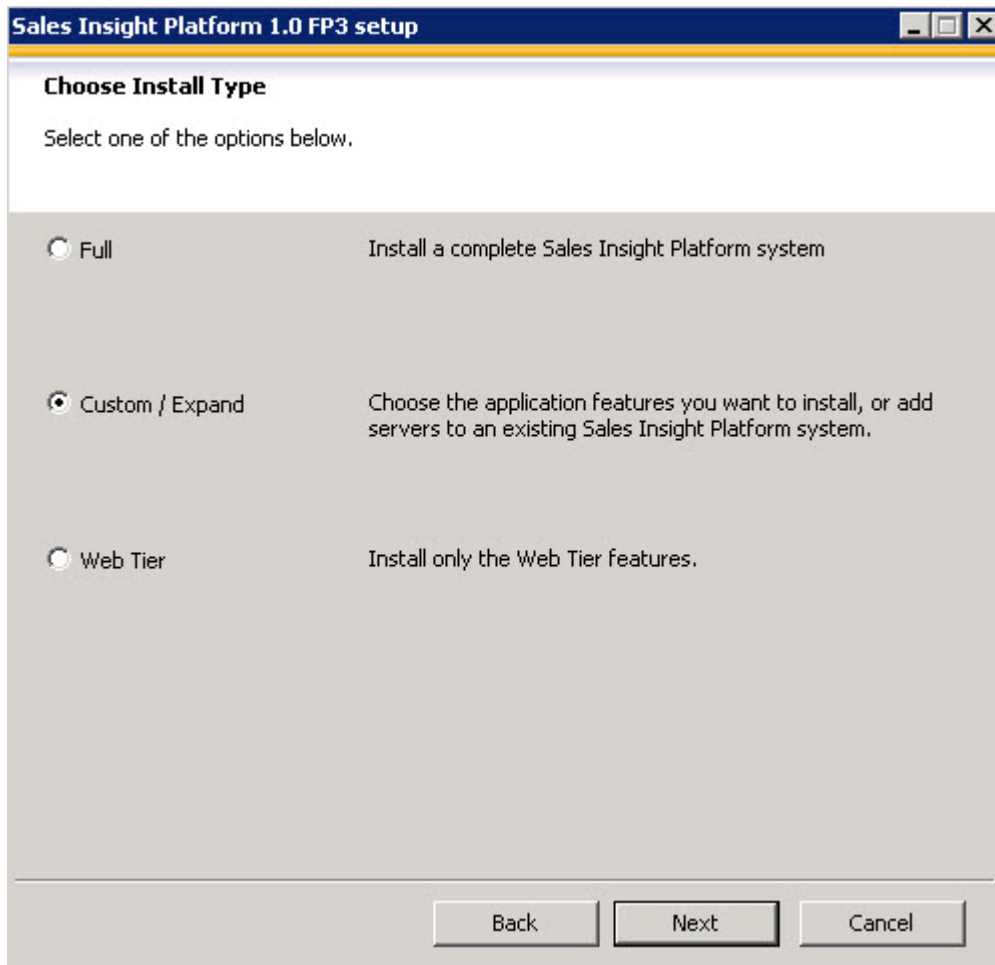 Sales Insight Platform 1.0 FP3 setup
Choose Install Type
Select one of the options below.
Full
Install a complete Sales Insight Platform system
Custom / Expand
Choose the application features you want to install, or add
servers to an existing Sales Insight Platform system.
Web Tier
Install only the Web Tier features.
Back
Next
Cancel